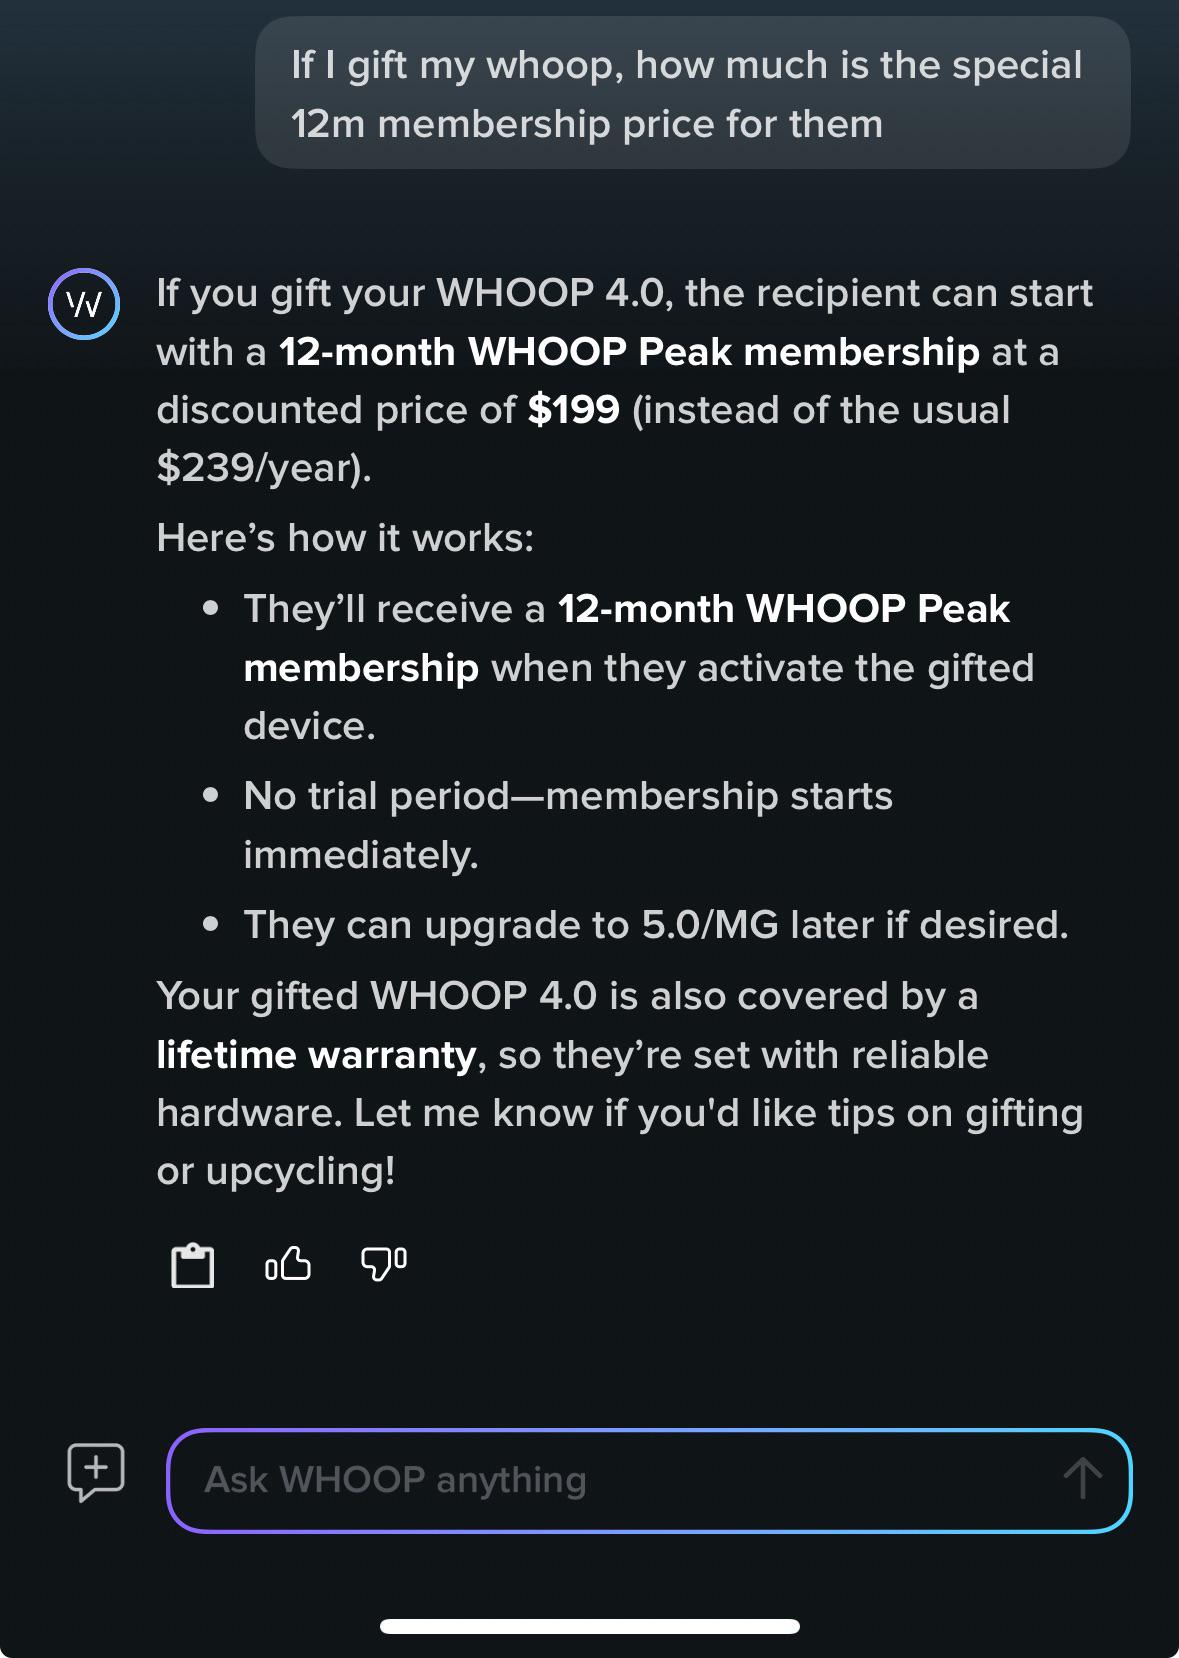 If I gift my whoop, how much is the special
12m membership price for them
If you gift your WHOOP 4.0, the recipient can start
with a 12-month WHOOP Peak membership at a
discounted price of $199 (instead of the usual
$239/year).
Here’s how it works:
• They’ll receive a 12-month WHOOP Peak
membership when they activate the gifted
device.
• No trial period—membership starts
immediately.
• They can upgrade to 5.0/MG later if desired.
Your gifted WHOOP 4.0 is also covered by a
lifetime warranty, so they’re set with reliable
hardware. Let me know if you'd like tips on gifting
or upcycling!
Ask WHOOP anything